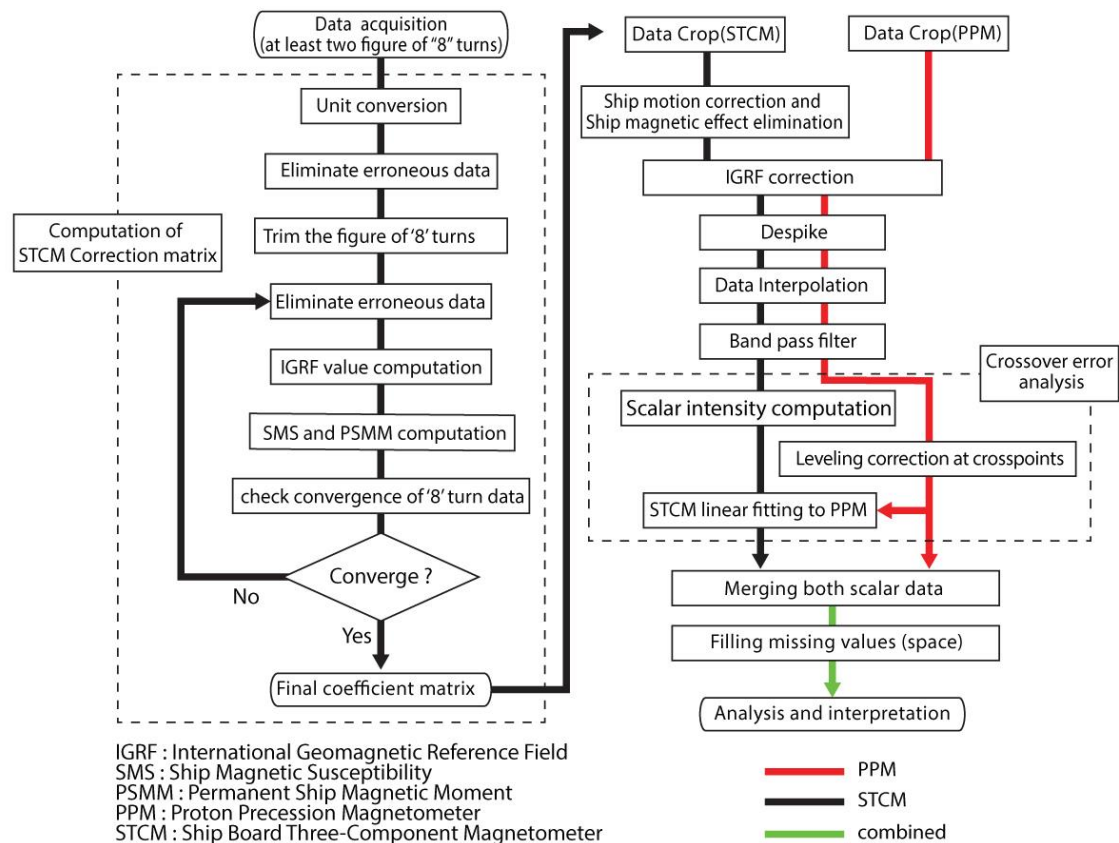 Data acquisition
(at least two figure of “8” turns)
Unit conversion
Eliminate erroneous data
Trim the figure of ‘8’ turns
Computation of
STCM Correction matrix
Eliminate erroneous data
IGRF value computation
SMS and PSMM computation
check convergence of ‘8’ turn data
Converge ?
No
Yes
Final coefficient matrix
Data Crop(STCM)
Data Crop(PPM)
Ship motion correction and
Ship magnetic effect elimination
IGRF correction
Despike
Data Interpolation
Band pass filter
Crossover error
analysis
Scalar intensity computation
Leveling correction at crosspoints
STCM linear fitting to PPM
Merging both scalar data
Filling missing values (space)
Analysis and interpretation
IGRF : International Geomagnetic Reference Field
SMS : Ship Magnetic Susceptibility
PSMM : Permanent Ship Magnetic Moment
PPM : Proton Precession Magnetometer
STCM : Ship Board Three-Component Magnetometer
PPM
STCM
combined